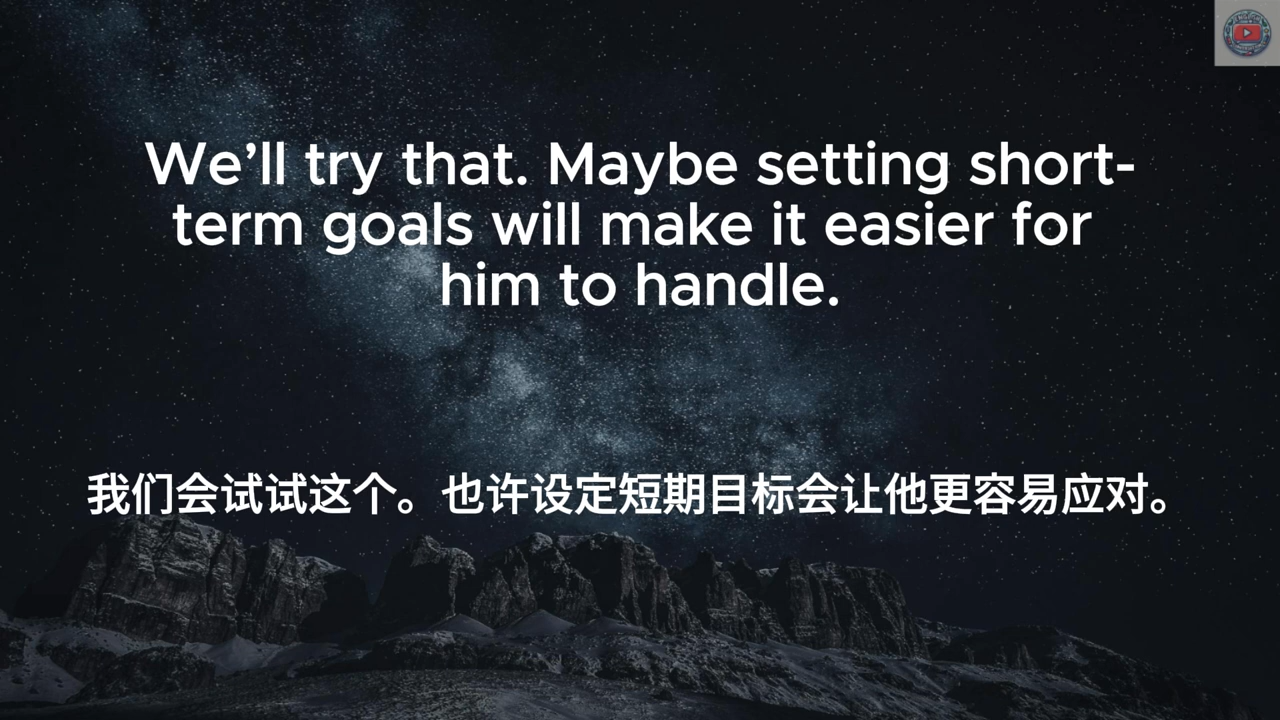 We’ll try that. Maybe setting short-
term goals will make it easier for
him to handle.
我们会试试这个。也许设定短期目标会让他更容易应对。